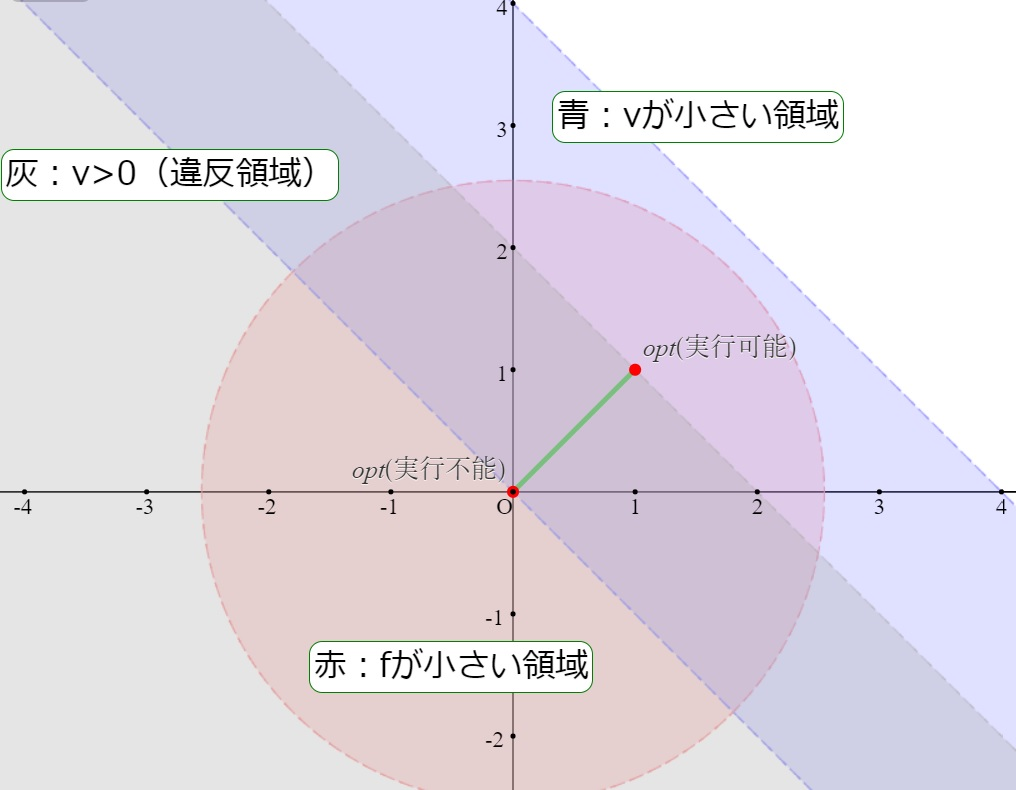 4
青：vが小さい領域
3
灰：v>0（違反領域）
2
opt(実行可能)
1
opt(実行不能)
-4 -3 -2 -1 O 1 2 3 4
-1
赤：fが小さい領域
-2